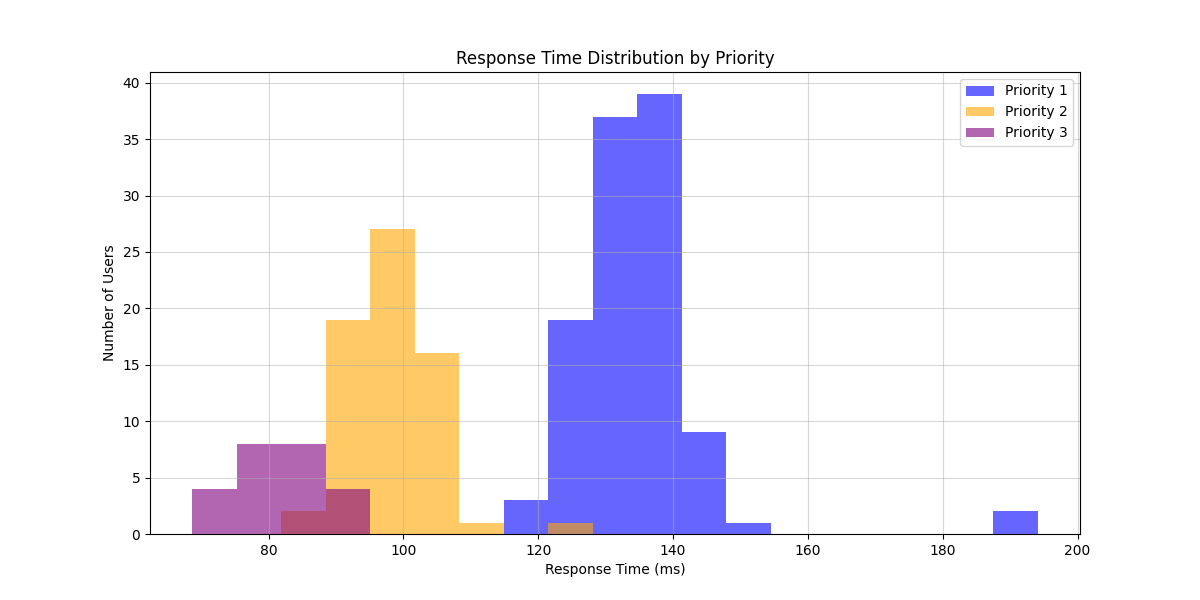 Response Time Distribution by Priority
40
35
30
25
20
15
10
5
0
Number of Users
80
100
120
140
160
180
200
Response Time (ms)
Priority 1
Priority 2
Priority 3